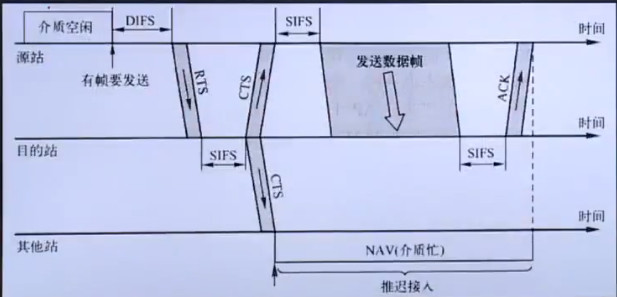 介质空闲
DIFS
SIFS
时间
源站
有帧要发送
RTS
CTS
发送数据帧
ACK
SIFS
SIFS
时间
目的站
CTS
时间
其他站
NAV(介质忙)
推迟接入